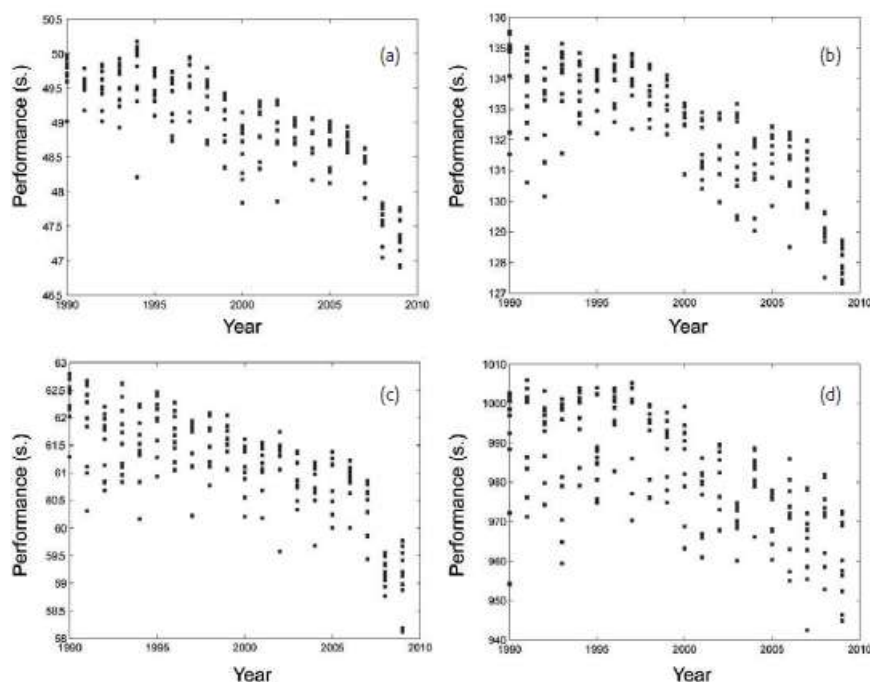 50.5
50
49.5
49
48.5
48
47.5
47
46.5
Performance (s.)
(a)
1990 1995 2000 2005 2010
Year
136
135
134
133
132
131
130
129
128
127
Performance (s.)
(b)
1990 1995 2000 2005 2010
Year
63
62.5
62
61.5
61
60.5
60
59.5
59
58.5
58
Performance (s.)
(c)
1990 1995 2000 2005 2010
Year
1010
1000
990
980
970
960
950
940
Performance (s.)
(d)
1990 1995 2000 2005 2010
Year